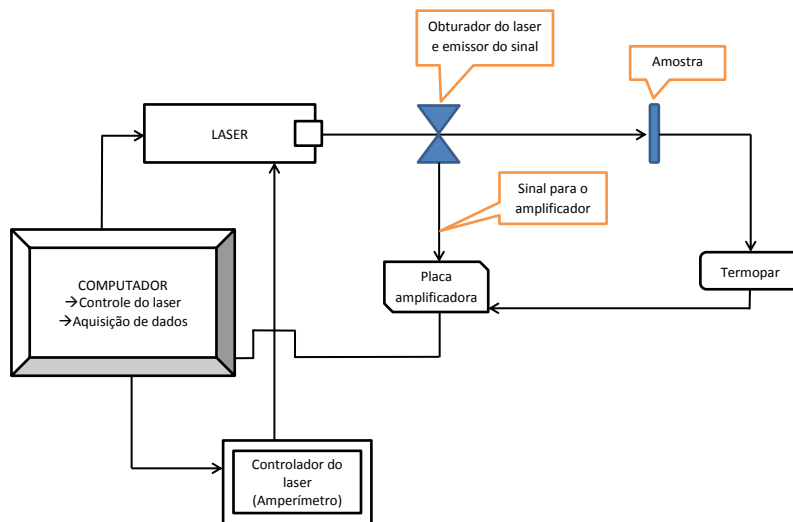 Obturador do laser
e emissor do sinal
Amostra
LASER
Sinal para o
amplificador
COMPUTADOR
→Controle do laser
→Aquisição de dados
Placa
amplificadora
Termopar
Controlador do
laser
(Amperímetro)